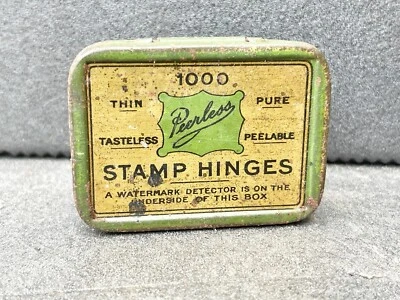 1000
THIN Peerless PURE
TASTELESS PEELABLE
STAMP HINGES
A WATERMARK DETECTOR IS ON THE
UNDERSIDE OF THIS BOX